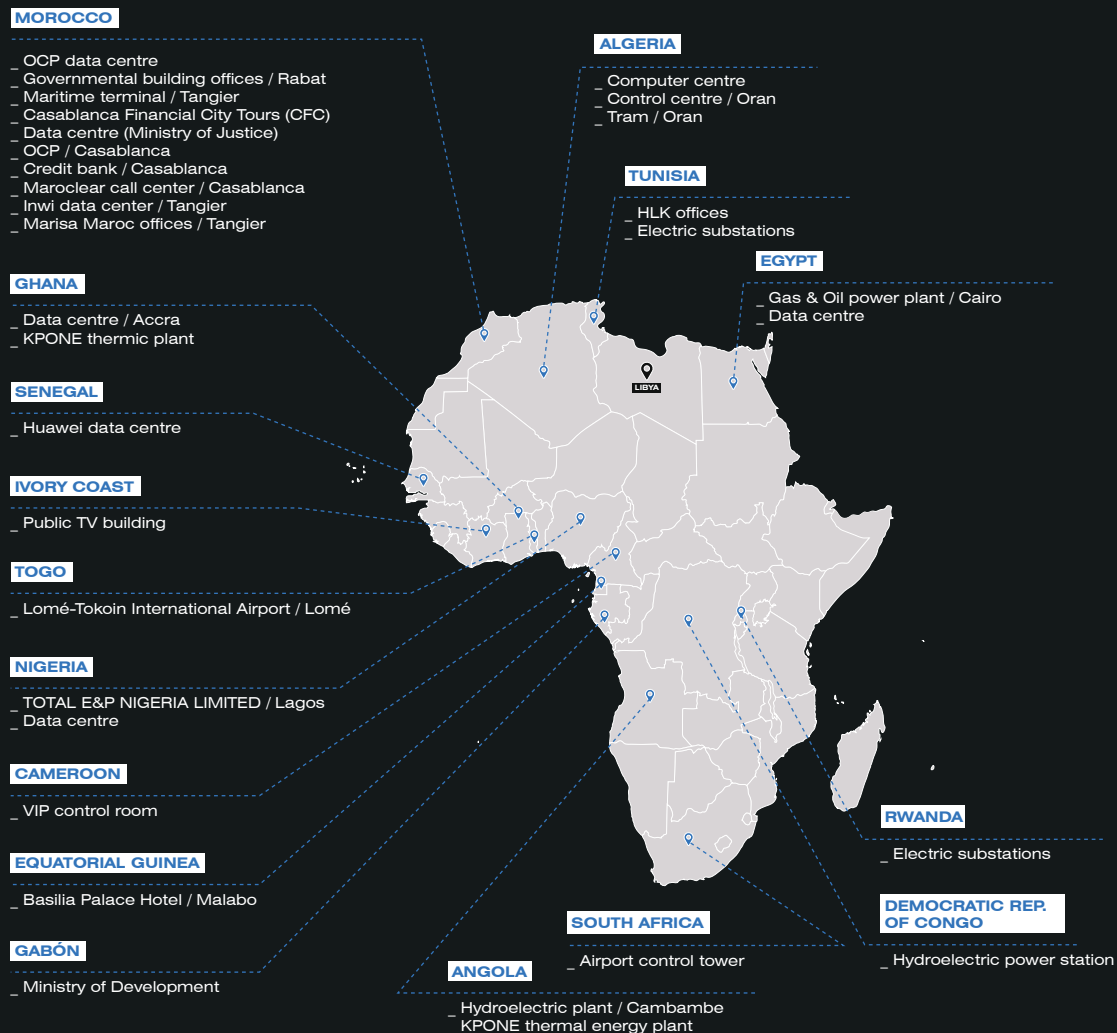 MOROCCO
_ OCP data centre
_ Governmental building offices / Rabat
_ Maritime terminal / Tangier
_ Casablanca Financial City Tours (CFC)
_ Data centre (Ministry of Justice)
_ OCP / Casablanca
_ Credit bank / Casablanca
_ Maroclear call center / Casablanca
_ Inwi data center / Tangier
_ Marisa Maroc offices / Tangier
ALGERIA
_ Computer centre
_ Control centre / Oran
_ Tram / Oran
TUNISIA
_ HLK offices
_ Electric substations
EGYPT
_ Gas & Oil power plant / Cairo
_ Data centre
GHANA
_ Data centre / Accra
_ KPONE thermic plant
LIBYA
SENEGAL
_ Huawei data centre
IVORY COAST
_ Public TV building
TOGO
_ Lomé-Tokoin International Airport / Lomé
NIGERIA
_ TOTAL E&P NIGERIA LIMITED / Lagos
_ Data centre
CAMEROON
_ VIP control room
EQUATORIAL GUINEA
_ Basilia Palace Hotel / Malabo
GABÓN
_ Ministry of Development
RWANDA
_ Electric substations
DEMOCRATIC REP.
OF CONGO
_ Hydroelectric power station
SOUTH AFRICA
_ Airport control tower
ANGOLA
_ Hydroelectric plant / Cambambe
KPONE thermal energy plant